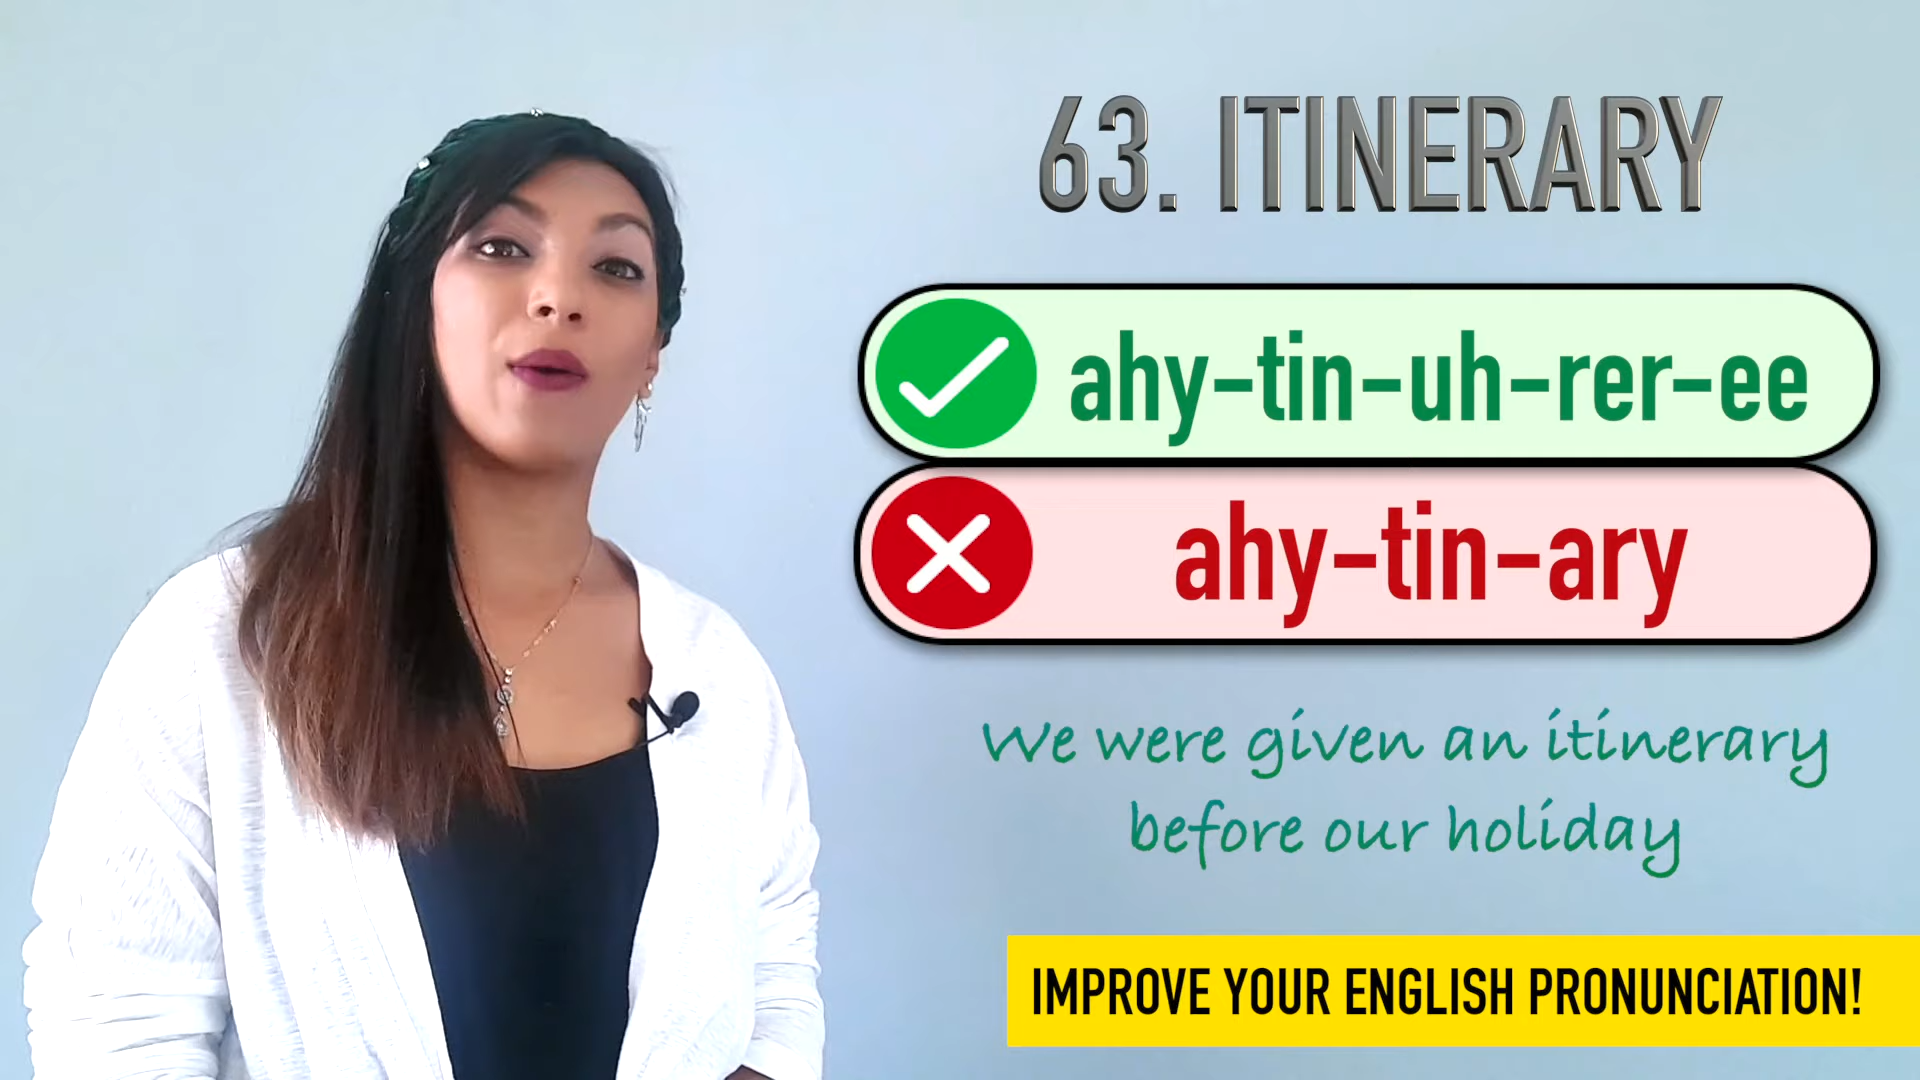 63. ITINERARY
ahy-tin-uh-rer-ee
ahy-tin-ary
We were given an itinerary
before our holiday
IMPROVE YOUR ENGLISH PRONUNCIATION!